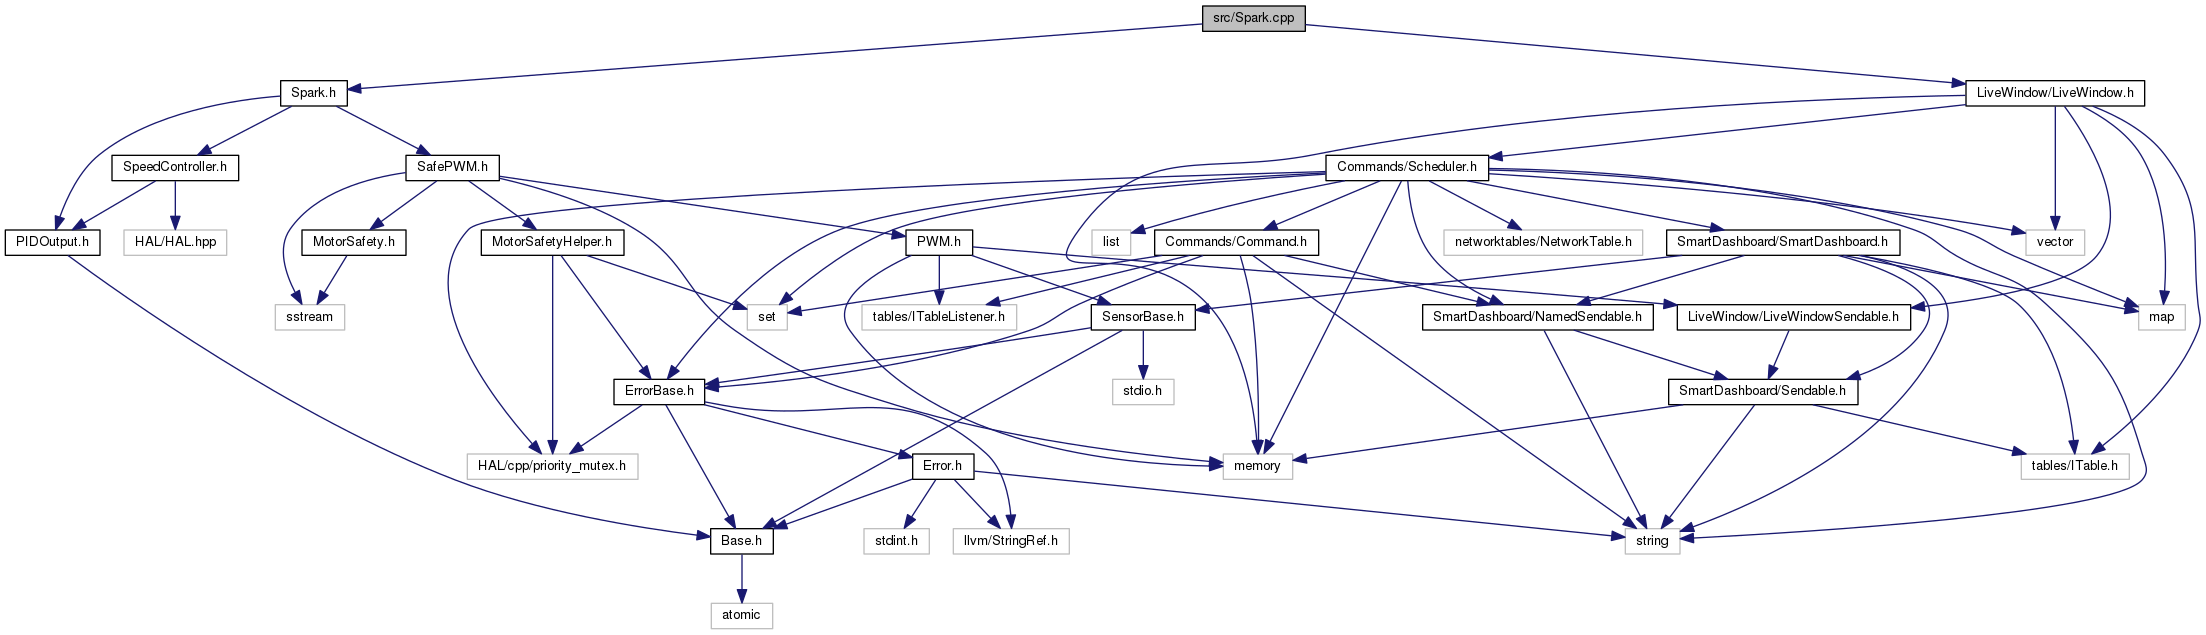 src/Spark.cpp
Spark.h
LiveWindow/LiveWindow.h
SpeedController.h
SafePWM.h
Commands/Scheduler.h
PIDOutput.h
HAL/HAL.hpp
MotorSafety.h
MotorSafetyHelper.h
PWM.h
list
Commands/Command.h
networktables/NetworkTable.h
SmartDashboard/SmartDashboard.h
vector
sstream
set
tables/ITableListener.h
SensorBase.h
SmartDashboard/NamedSendable.h
LiveWindow/LiveWindowSendable.h
map
ErrorBase.h
stdio.h
SmartDashboard/Sendable.h
HAL/cpp/priority_mutex.h
Error.h
memory
tables/ITable.h
Base.h
stdint.h
llvm/StringRef.h
string
atomic